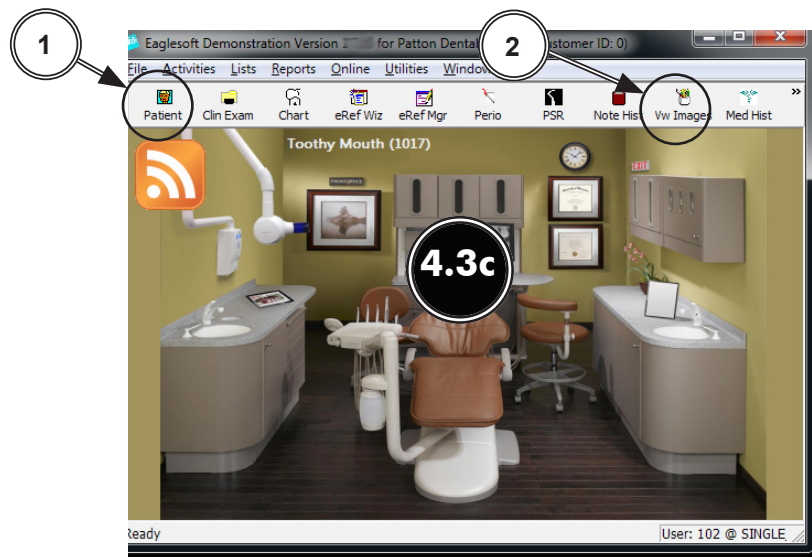 1
2
Eaglesoft Demonstration Version for Patton Dental ustomer ID: 0)
File Activities Lists Reports Online Utilities Window
Patient Clin Exam Chart eRef Wiz eRef Mgr Perio PSR Note Hist Vw Images Med Hist »
Toothy Mouth (1017)
EXIT
4.3c
Ready User: 102 @ SINGLE